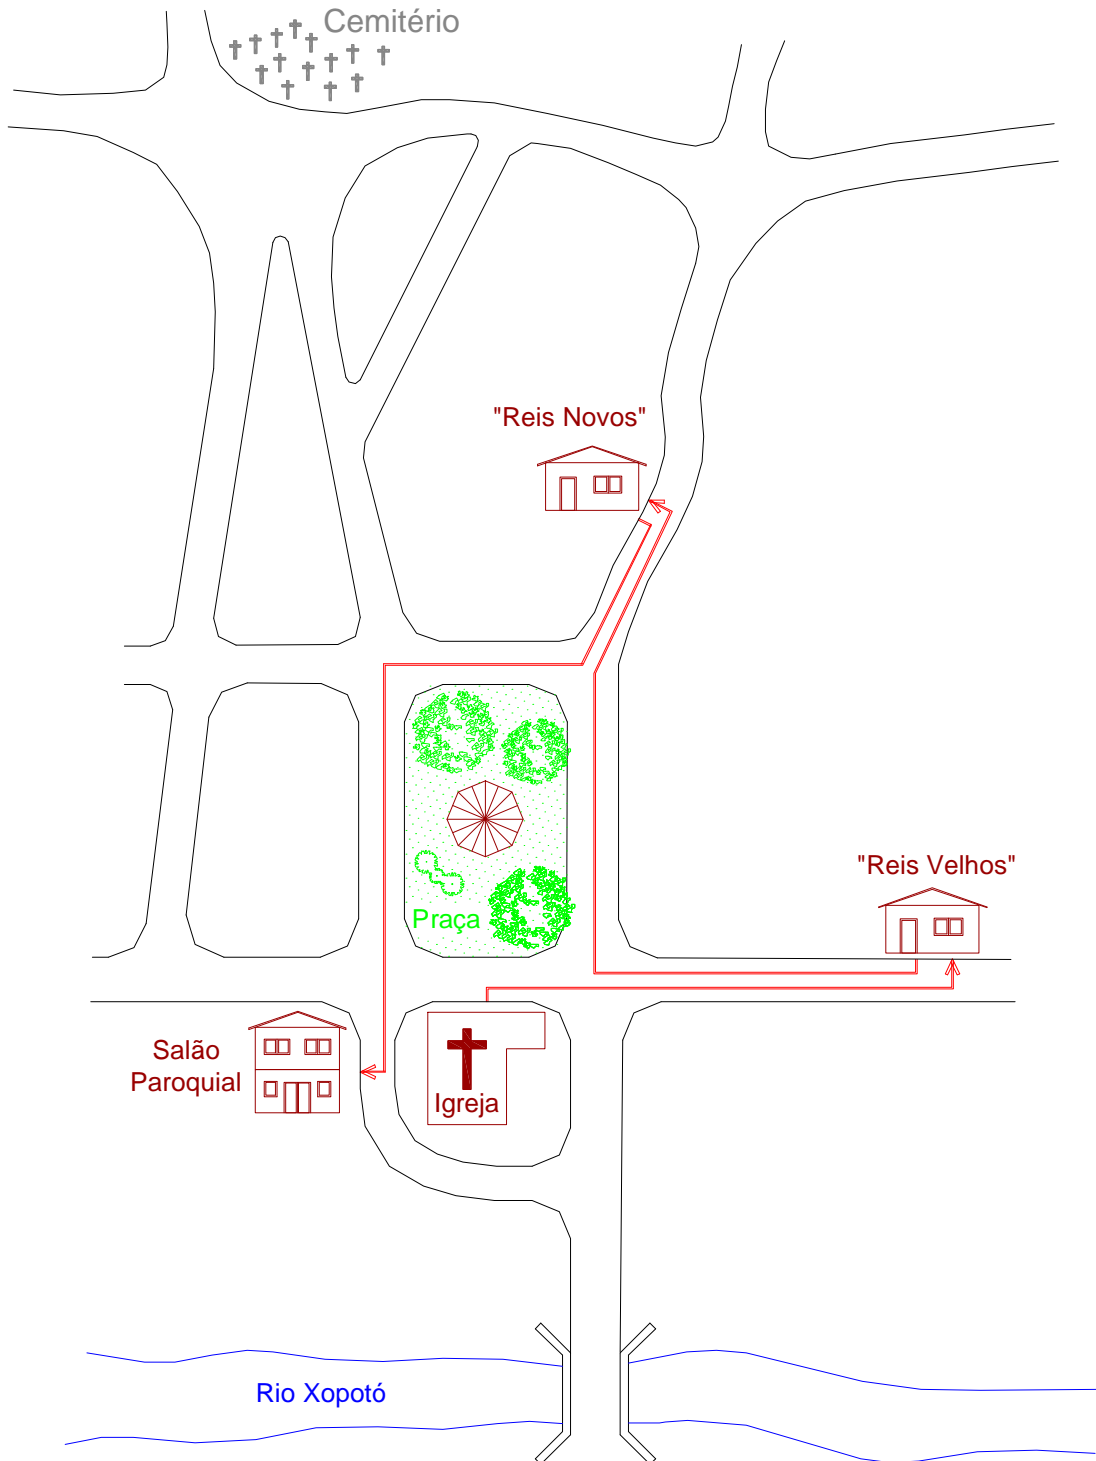 Cemitério
"Reis Novos"
"Reis Velhos"
Praça
Salão
Paroquial
Igreja
Rio Xopotó